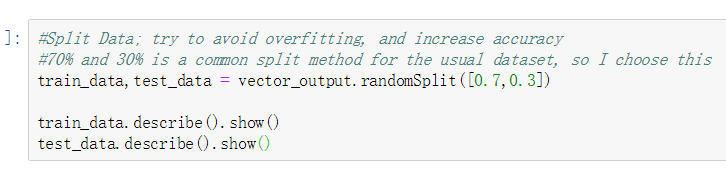 ]: #Split Data; try to avoid overfitting, and increase accuracy
#70% and 30% is a common split method for the usual dataset, so I choose this
train_data,test_data = vector_output.randomSplit([0.7,0.3])
train_data.describe().show()
test_data.describe().show()